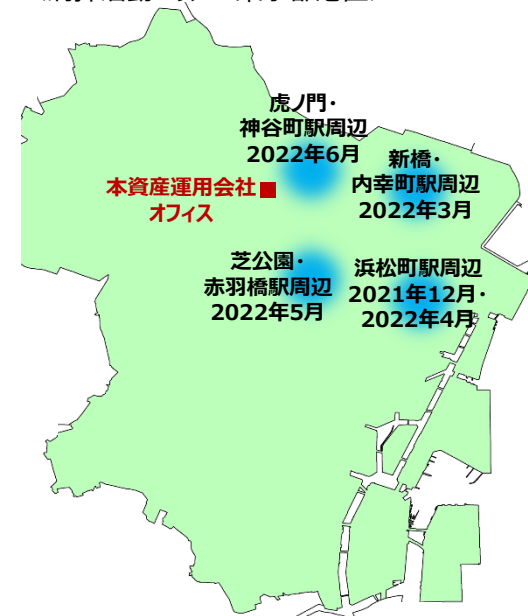 虎ノ門・
神谷町駅周辺
2022年6月
新橋・
内幸町駅周辺
2022年3月
本資産運用会社
オフィス
芝公園・
赤羽橋駅周辺
2022年5月
浜松町駅周辺
2021年12月・
2022年4月